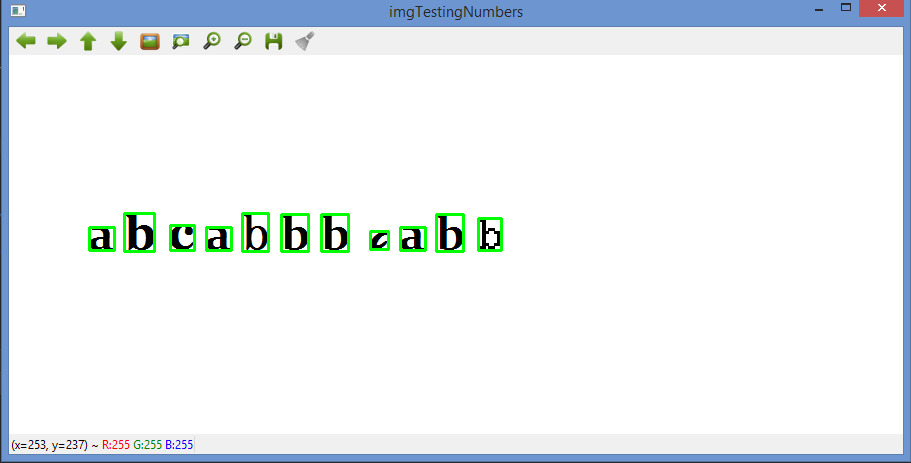 imgTestingNumbers
a b c a b b b a b b
(x=253, y=237) ~ R:255 G:255 B:255